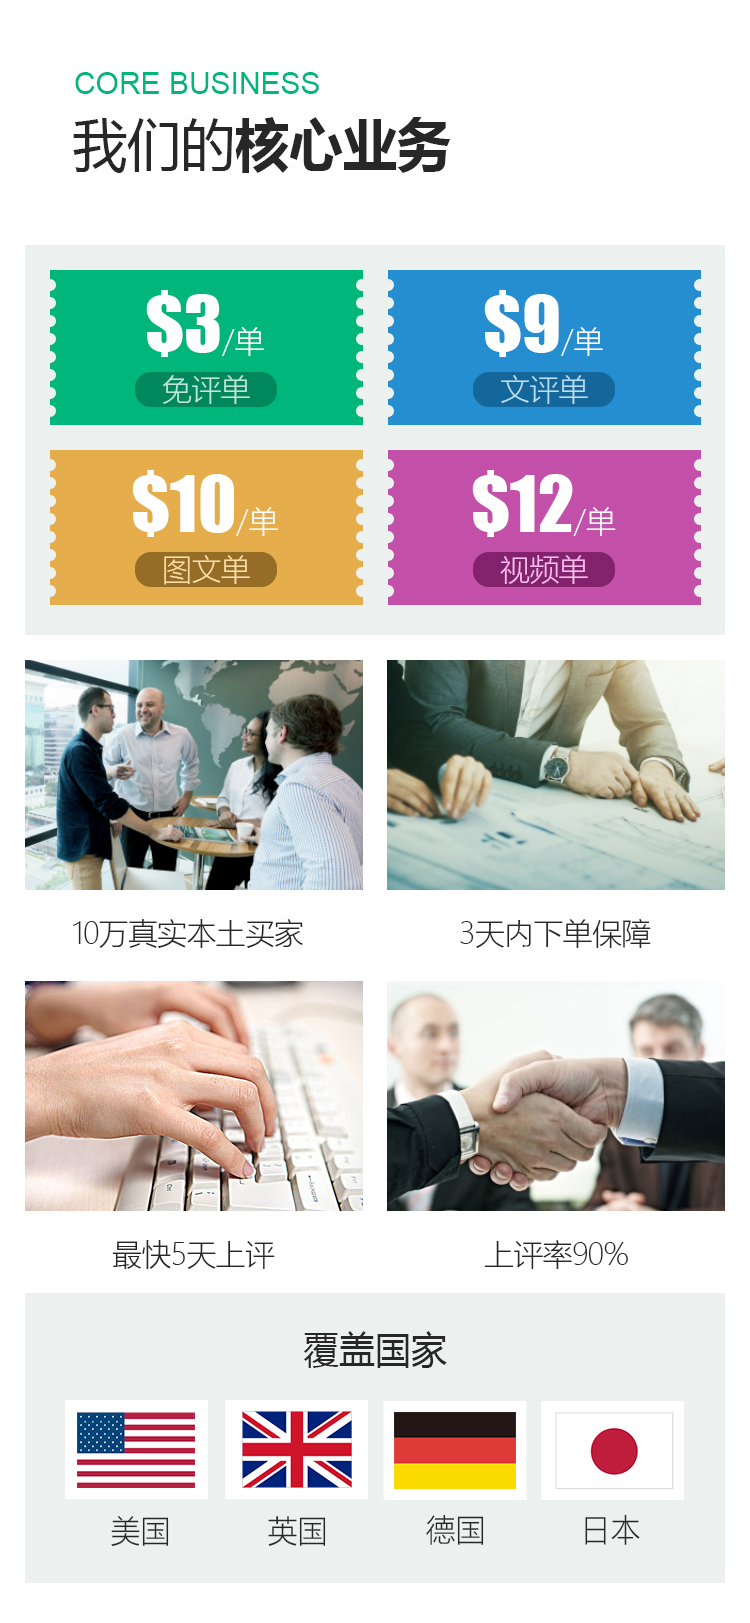 CORE BUSINESS
我们的核心业务
$3/单
免评单
$9/单
文评单
$10/单
图文单
$12/单
视频单
10万真实本土买家
3天内下单保障
最快5天上评
上评率90%
覆盖国家
美国
英国
德国
日本